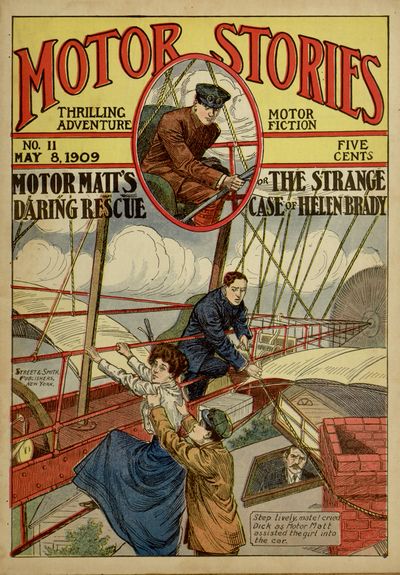 MOTOR STORIES
THRILLING
ADVENTURE
MOTOR
FICTION
NO. 11
MAY 8, 1909
FIVE
CENTS
MOTOR MATT'S
DARING RESCUE
OR THE STRANGE
CASE OF HELEN BRADY
STREET & SMITH,
PUBLISHERS,
NEW YORK.
Step lively, mate! cried
Dick as Motor Matt
assisted the girl into
the car.